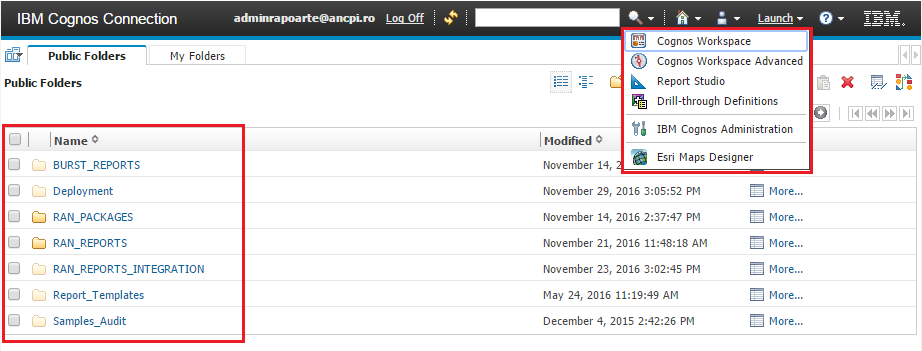 IBM Cognos Connection adminrapoarte@ancpi.ro Log Off Launch IBM.
Public Folders My Folders
Public Folders
Cognos Workspace
Cognos Workspace Advanced
Report Studio
Drill-through Definitions
IBM Cognos Administration
Esri Maps Designer
Name Modified
BURST_REPORTS November 14, 2
Deployment November 29, 2016 3:05:52 PM More...
RAN_PACKAGES November 14, 2016 2:37:47 PM More...
RAN_REPORTS November 21, 2016 11:48:18 AM More...
RAN_REPORTS_INTEGRATION November 23, 2016 3:02:45 PM More...
Report_Templates May 24, 2016 11:19:49 AM More...
Samples_Audit December 4, 2015 2:42:26 PM More...